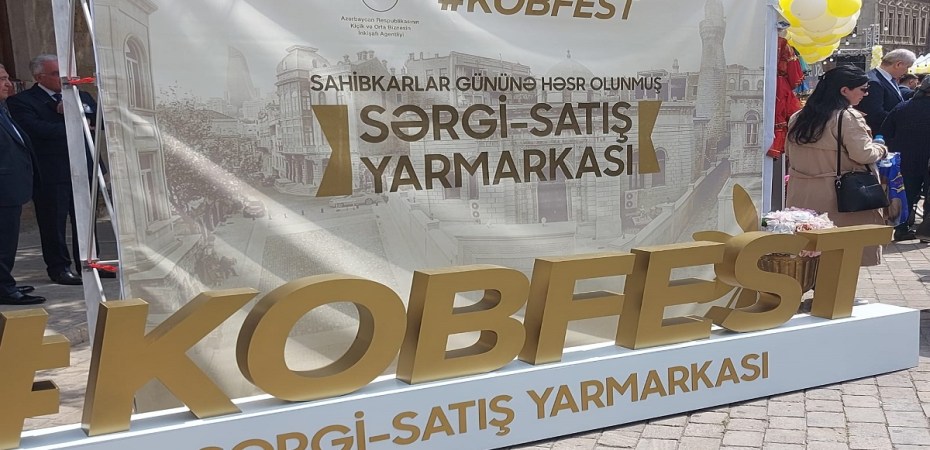 #KOBFEST
Azərbaycan Respublikasının
Kiçik və Orta Biznesin
İnkişafı Agentliyi
SAHİBKARLAR GÜNÜNƏ HƏSR OLUNMUŞ
SƏRGİ-SATIŞ
YARMARKASI
#KOBFEST
SƏRGİ-SATIŞ YARMARKASI